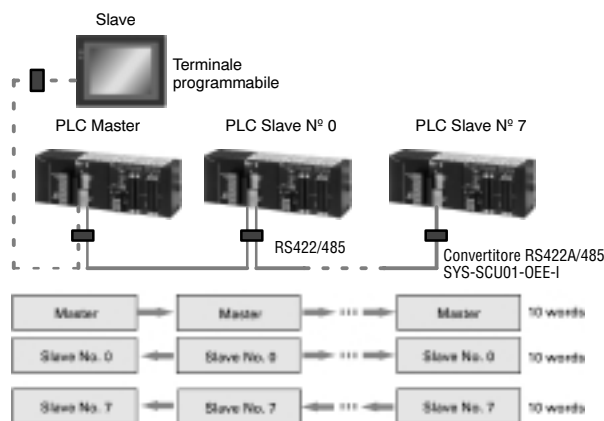 Slave
Terminale
programmabile
PLC Master
PLC Slave Nº 0
PLC Slave Nº 7
RS422/485
Convertitore RS422A/485
SYS-SCU01-OEE-I
Master
Master
Master
10 words
Slave No. 0
Slave No. 0
Slave No. 0
10 words
Slave No. 7
Slave No. 7
Slave No. 7
10 words